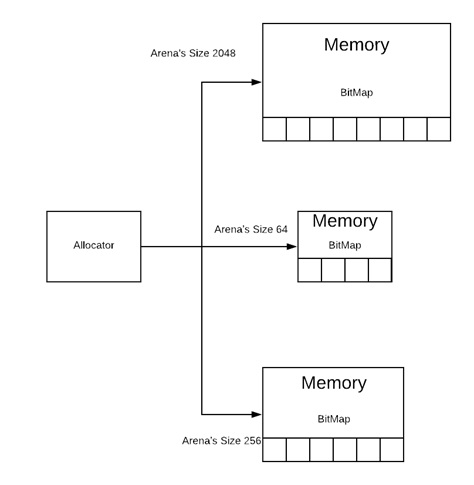 Arena's Size 2048
Memory
BitMap
Allocator
Arena's Size 64
Memory
BitMap
Memory
BitMap
Arena's Size 256